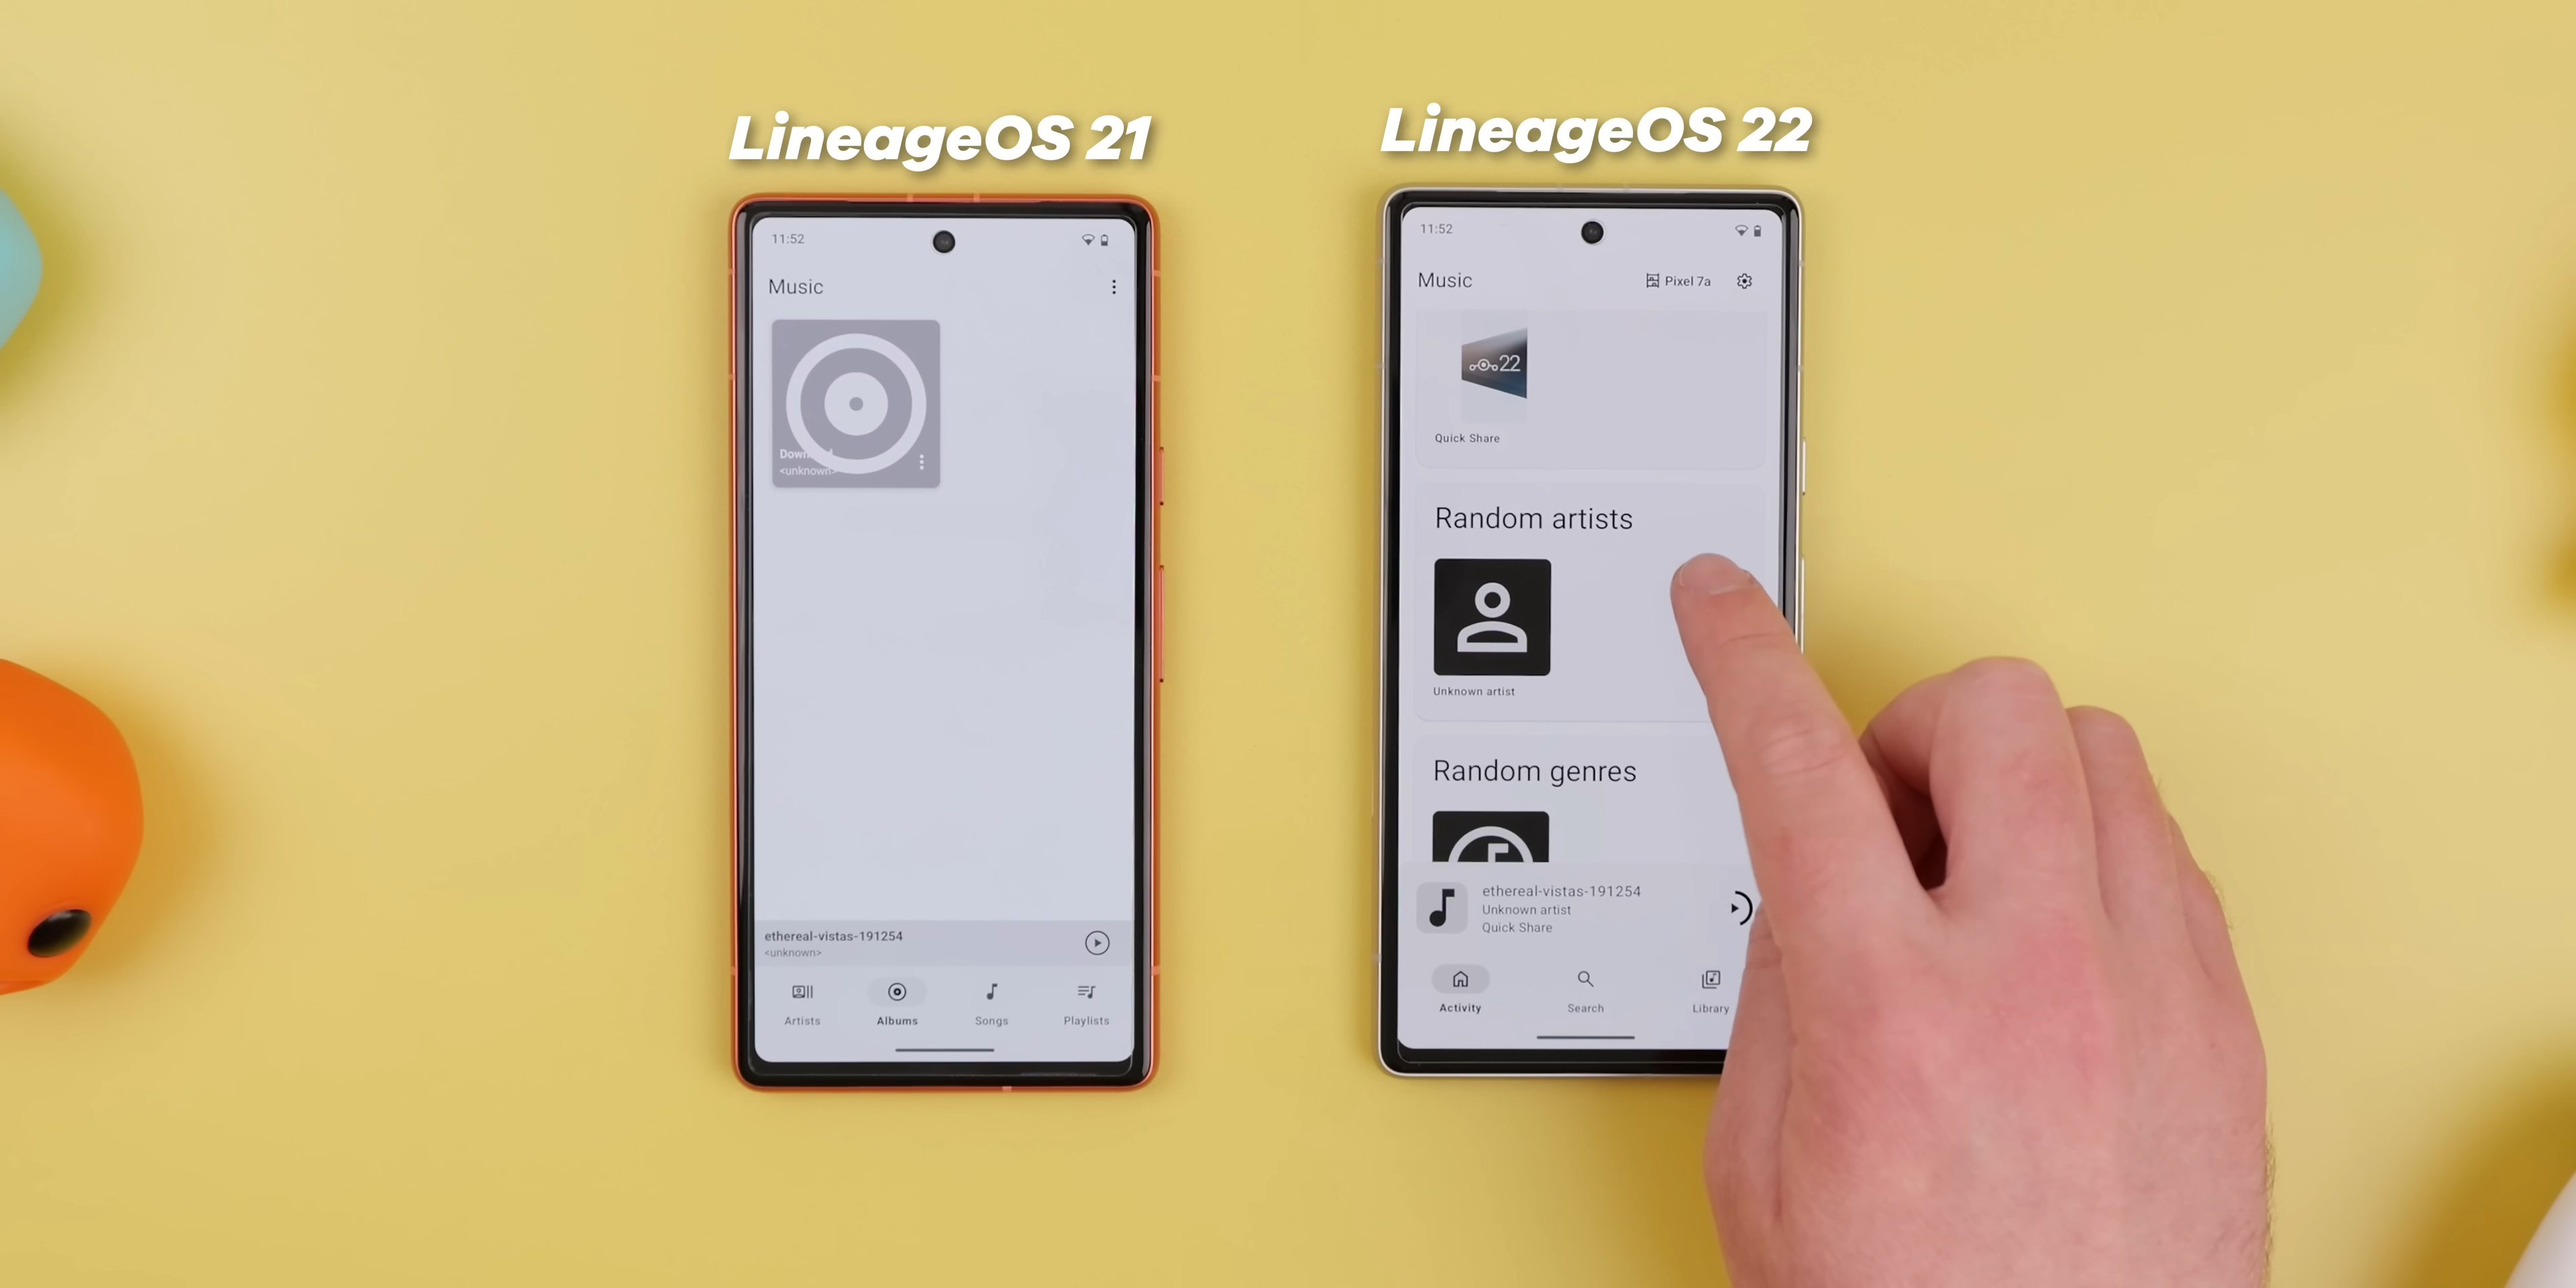 LineageOS 21
11:52
Music
<unknown>
ethereal-vistas-191254
<unknown>
Artists
Albums
Songs
Playlists
LineageOS 22
11:52
Music
Pixel 7a
22
Quick Share
Random artists
Unknown artist
Random genres
ethereal-vistas-191254
Unknown artist
Quick Share
Activity
Search
Library